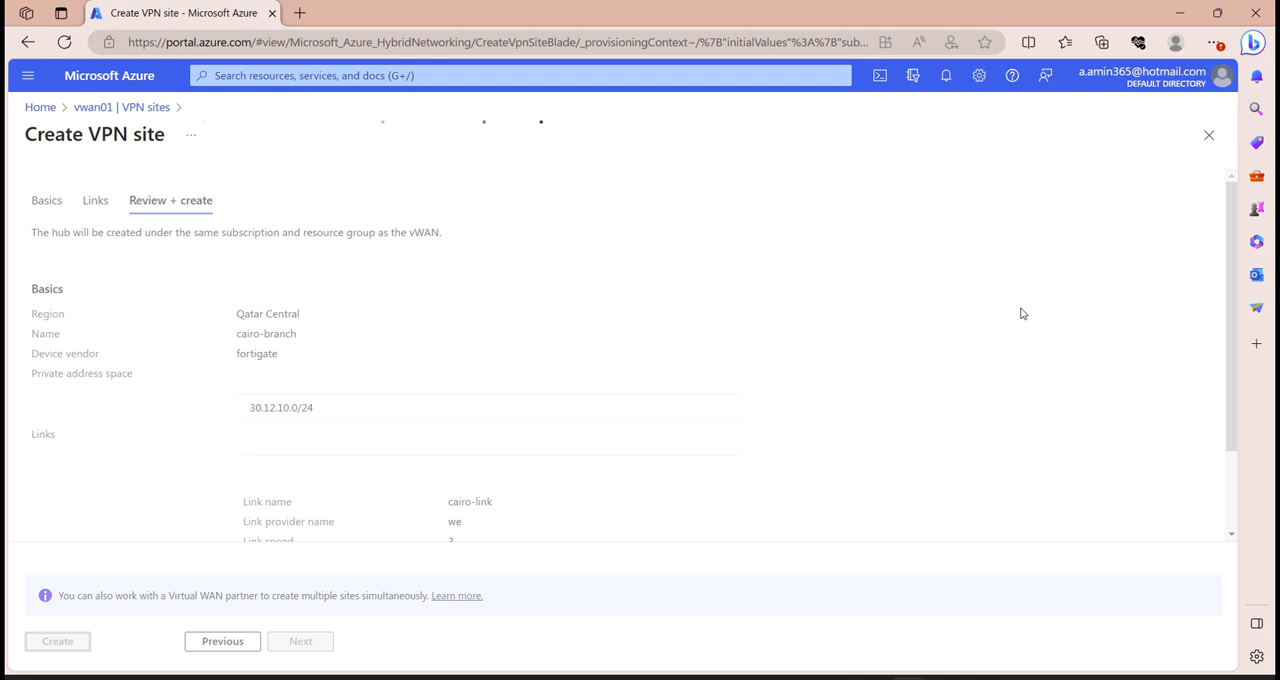 Create VPN site - Microsoft Azure
https://portal.azure.com/#view/Microsoft_Azure_HybridNetworking/CreateVpnSiteBlade/_provisioningContext~/%7B"initialValues"%3A%7B"sub...
Microsoft Azure
Search resources, services, and docs (G+/)
a.amin365@hotmail.com
DEFAULT DIRECTORY
Home > vwan01 | VPN sites >
Create VPN site ...
Basics Links Review + create
The hub will be created under the same subscription and resource group as the vWAN.
Basics
Region Qatar Central
Name cairo-branch
Device vendor fortigate
Private address space
30.12.10.0/24
Links
Link name cairo-link
Link provider name we
Link speed
You can also work with a Virtual WAN partner to create multiple sites simultaneously. Learn more.
Create Previous Next